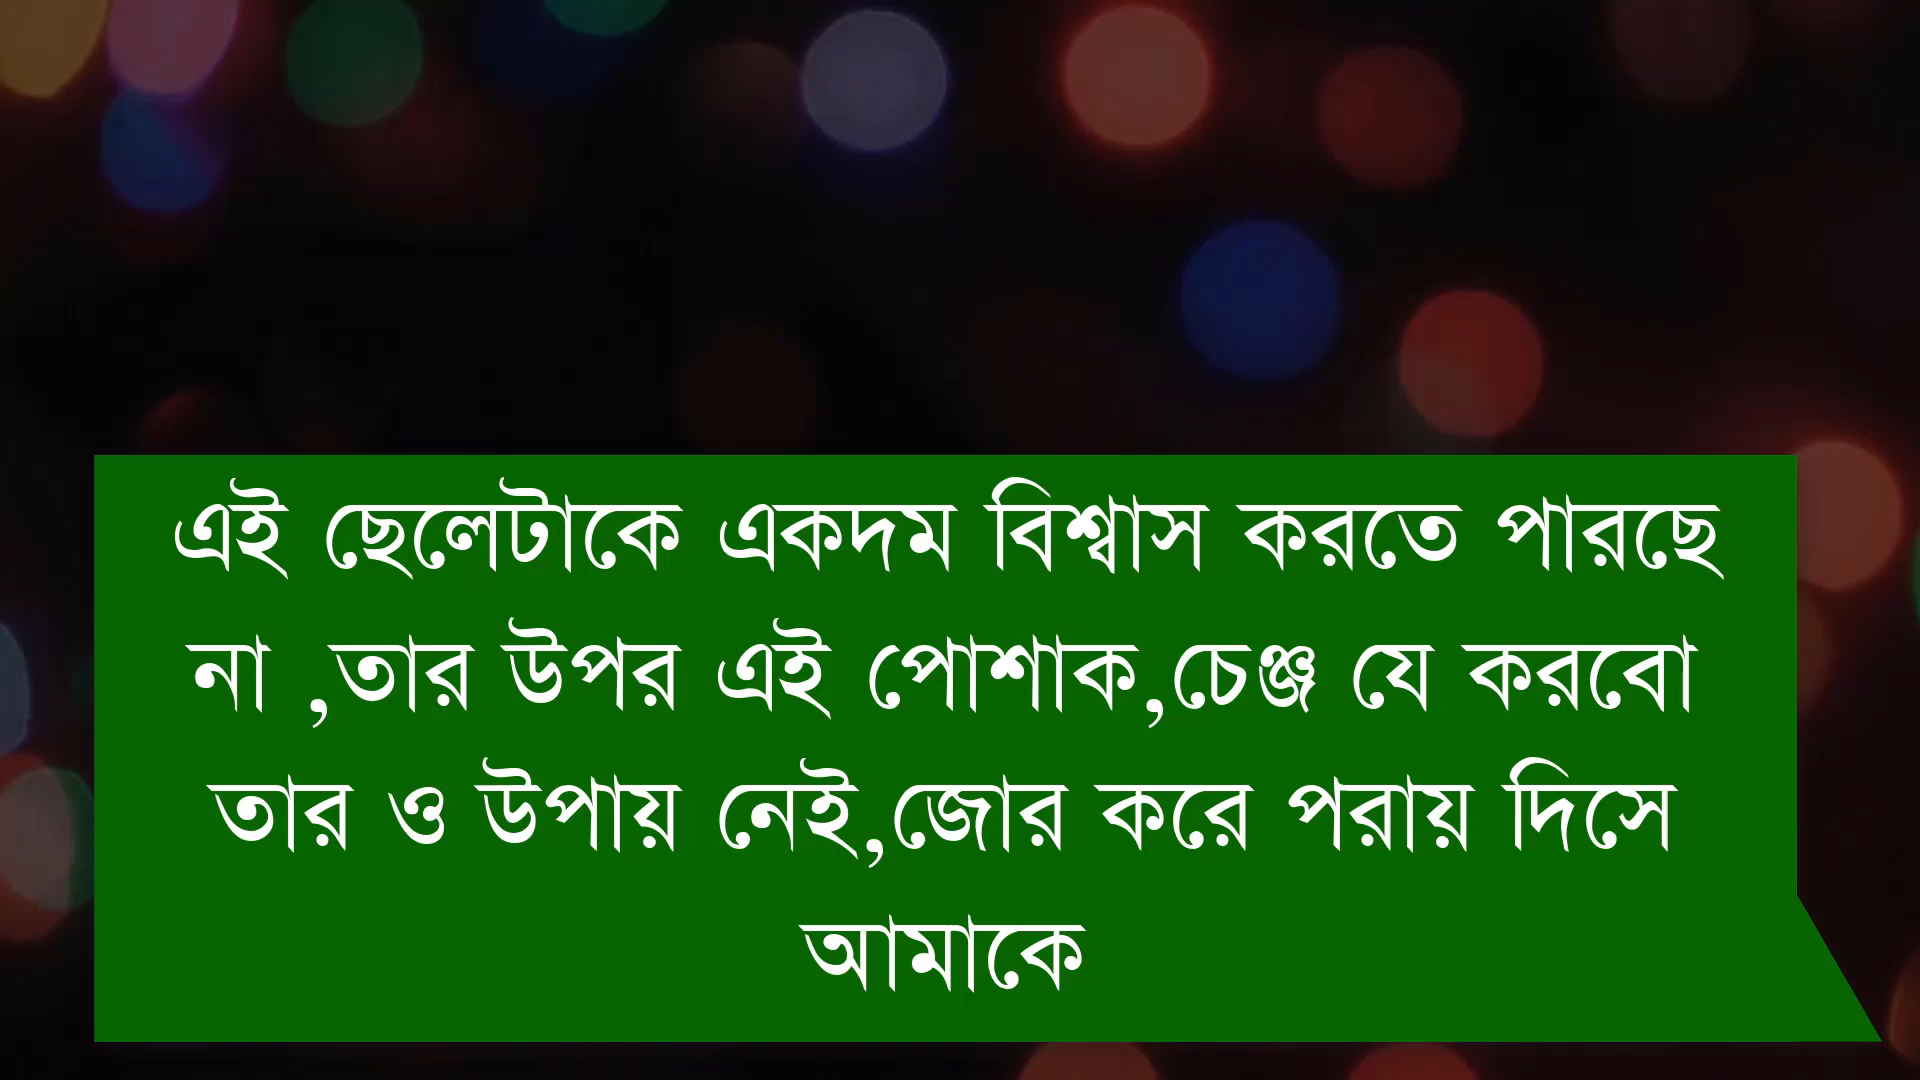 এই ছেলেটাকে একদম বিশ্বাস করতে পারছে
না ,তার উপর এই পোশাক,চেঞ্জ যে করবো
তার ও উপায় নেই,জোর করে পরায় দিসে
আমাকে